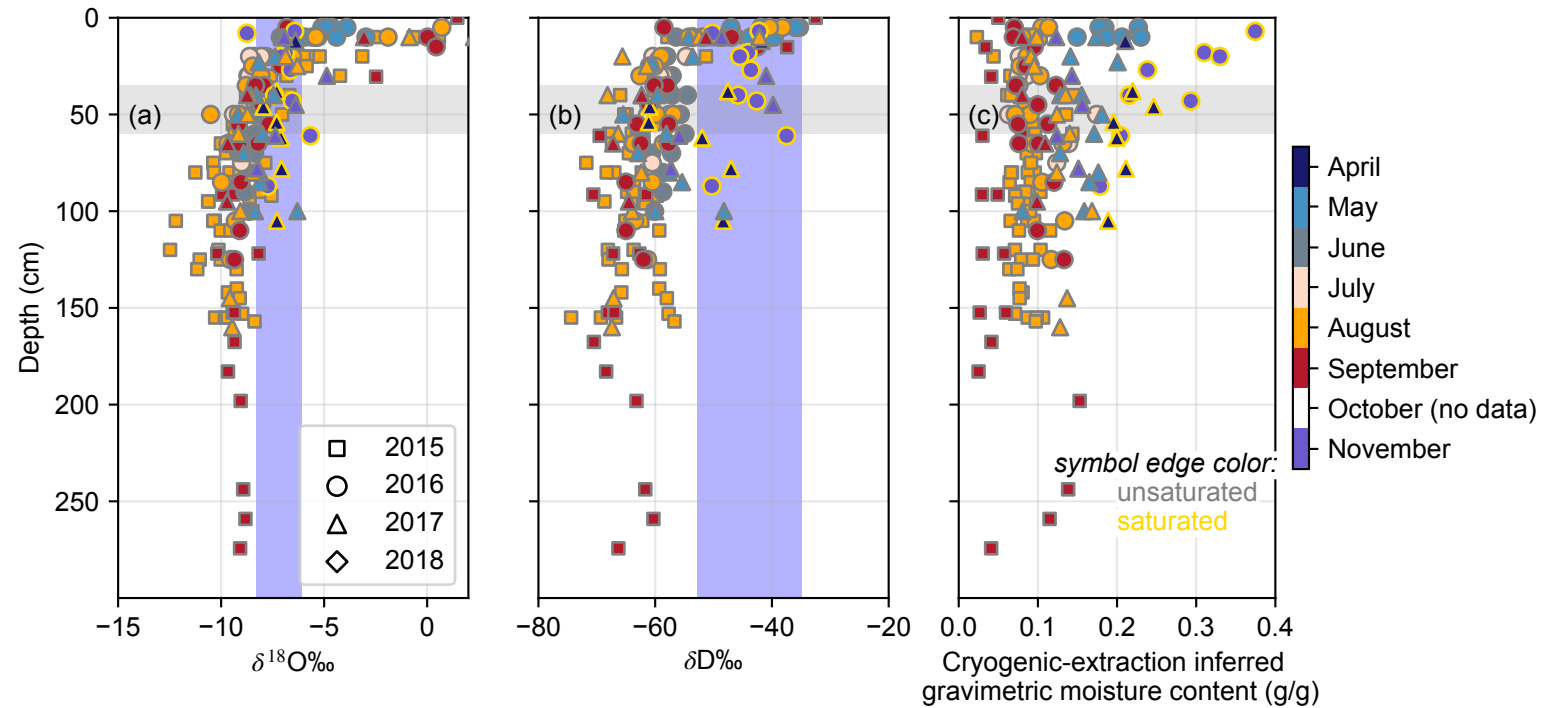 0
50
100
150
200
250
Depth (cm)
(a)
(b)
(c)
2015
2016
2017
2018
symbol edge color:
unsaturated
saturated
April
May
June
July
August
September
October (no data)
November
−15 −10 −5 0
δ¹⁸O‰
−80 −60 −40 −20
δD‰
0.0 0.1 0.2 0.3 0.4
Cryogenic-extraction inferred
gravimetric moisture content (g/g)